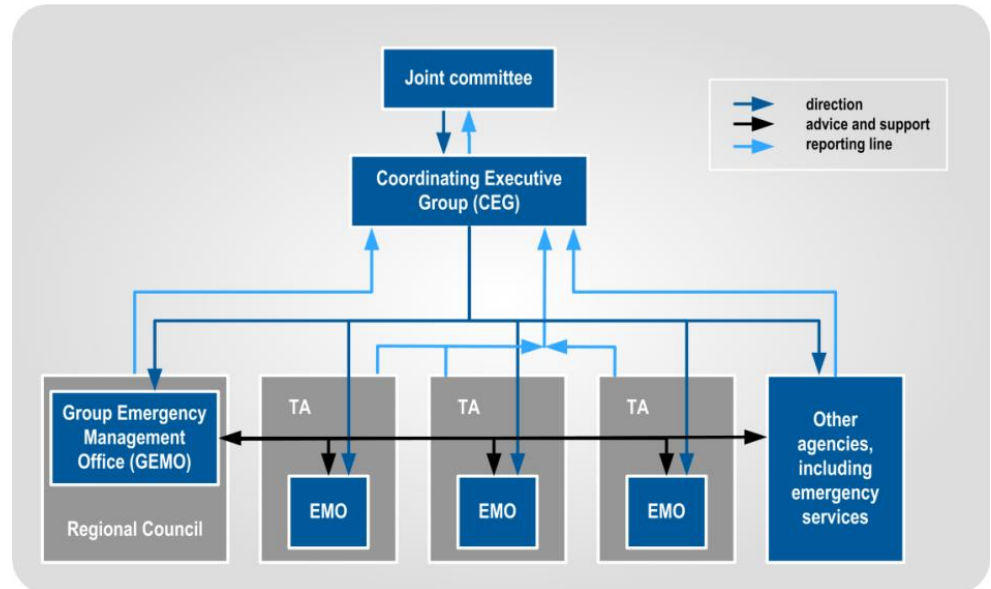 Joint committee
direction
advice and support
reporting line
Coordinating Executive
Group (CEG)
Group Emergency
Management
Office (GEMO)
Regional Council
TA
EMO
TA
EMO
TA
EMO
Other
agencies,
including
emergency
services